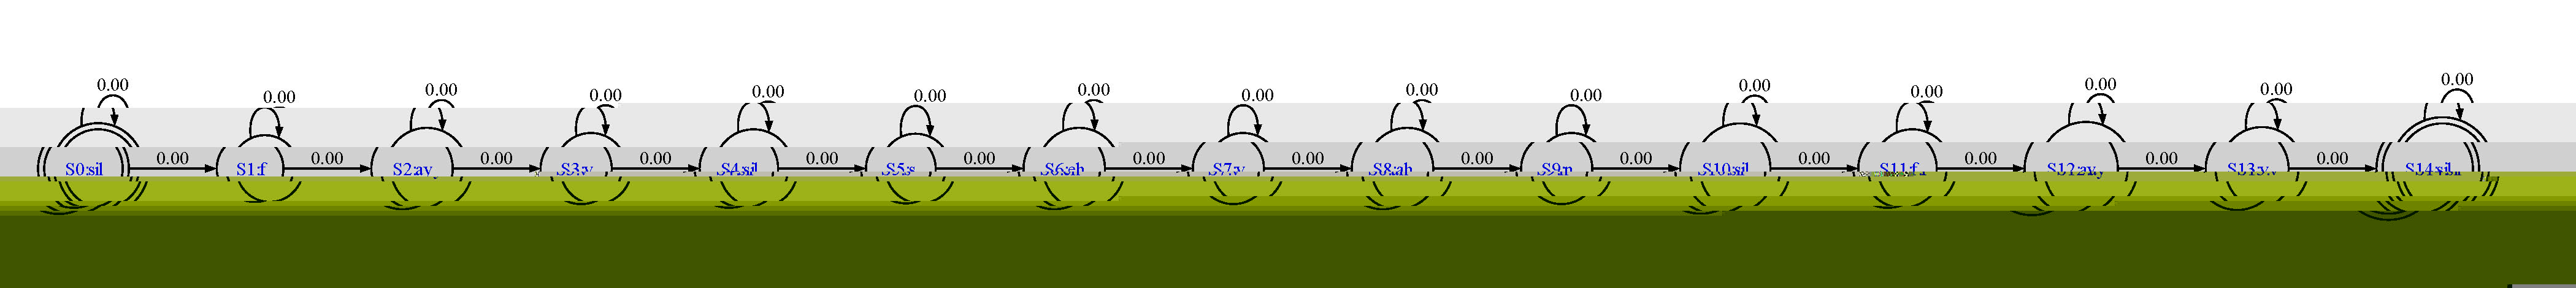 0.00 0.00 0.00 0.00 0.00 0.00 0.00 0.00 0.00 0.00 0.00 0.00 0.00 0.00 0.00
0.00 0.00 0.00 0.00 0.00 0.00 0.00 0.00 0.00 0.00 0.00 0.00 0.00 0.00
S0:sil S1:f S2:ay S3:v S4:sil S5:s S6:eh S7:v S8:ah S9:n S10:sil S11:f S12:ay S13:v S14:sil